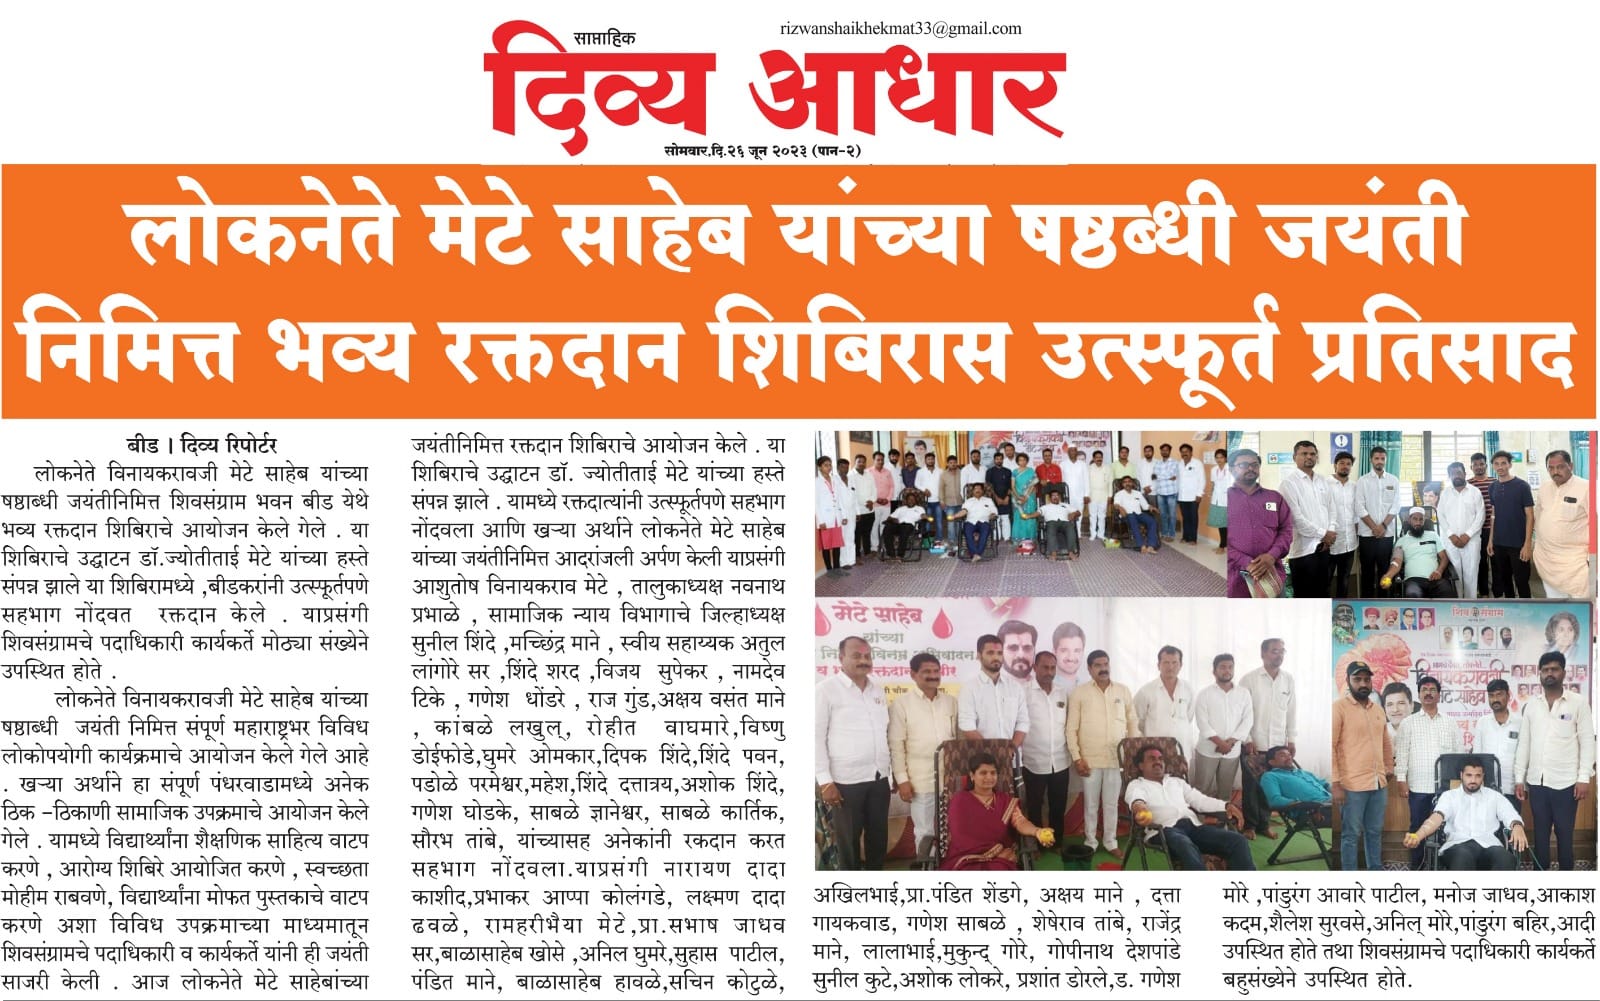 साप्ताहिक
rizwanshaikhekmat33@gmail.com
दिव्य आधार
सोमवार,दि.२६ जून २०२३ (पान-२)
लोकनेते मेटे साहेब यांच्या षष्ठब्धी जयंती
निमित्त भव्य रक्तदान शिबिरास उत्स्फूर्त प्रतिसाद
बीड । दिव्य रिपोर्टर
लोकनेते विनायकरावजी मेटे साहेब यांच्या
षष्ठाब्धी जयंतीनिमित्त शिवसंग्राम भवन बीड येथे
भव्य रक्तदान शिबिराचे आयोजन केले गेले . या
शिबिराचे उद्घाटन डॉ.ज्योतीताई मेटे यांच्या हस्ते
संपन्न झाले या शिबिरामध्ये ,बीडकरांनी उत्स्फूर्तपणे
सहभाग नोंदवत रक्तदान केले . याप्रसंगी
शिवसंग्रामचे पदाधिकारी कार्यकर्ते मोठ्या संख्येने
उपस्थित होते .
लोकनेते विनायकरावजी मेटे साहेब यांच्या
षष्ठाब्धी जयंती निमित्त संपूर्ण महाराष्ट्रभर विविध
लोकोपयोगी कार्यक्रमाचे आयोजन केले गेले आहे
. खऱ्या अर्थाने हा संपूर्ण पंधरवाडामध्ये अनेक
ठिक –ठिकाणी सामाजिक उपक्रमाचे आयोजन केले
गेले . यामध्ये विद्यार्थ्यांना शैक्षणिक साहित्य वाटप
करणे , आरोग्य शिबिरे आयोजित करणे , स्वच्छता
मोहीम राबवणे, विद्यार्थ्यांना मोफत पुस्तकाचे वाटप
करणे अशा विविध उपक्रमाच्या माध्यमातून
शिवसंग्रामचे पदाधिकारी व कार्यकर्ते यांनी ही जयंती
साजरी केली . आज लोकनेते मेटे साहेबांच्या
जयंतीनिमित्त रक्तदान शिबिराचे आयोजन केले . या
शिबिराचे उद्घाटन डॉ. ज्योतीताई मेटे यांच्या हस्ते
संपन्न झाले . यामध्ये रक्तदात्यांनी उत्स्फूर्तपणे सहभाग
नोंदवला आणि खऱ्या अर्थाने लोकनेते मेटे साहेब
यांच्या जयंतीनिमित्त आदरांजली अर्पण केली याप्रसंगी
आशुतोष विनायकराव मेटे , तालुकाध्यक्ष नवनाथ
प्रभाळे , सामाजिक न्याय विभागाचे जिल्हाध्यक्ष
सुनील शिंदे ,मच्छिंद्र माने , स्वीय सहाय्यक अतुल
लांगोरे सर ,शिंदे शरद ,विजय सुपेकर , नामदेव
टिके , गणेश धोंडरे , राज गुंड,अक्षय वसंत माने
, कांबळे लखुल्, रोहीत वाघमारे,विष्णु
डोईफोडे,घुमरे ओमकार,दिपक शिंदे,शिंदे पवन,
पडोळे परमेश्वर,महेश,शिंदे दत्तात्रय,अशोक शिंदे,
गणेश घोडके, साबळे ज्ञानेश्वर, साबळे कार्तिक,
सौरभ तांबे, यांच्यासह अनेकांनी रकदान करत
सहभाग नोंदवला.याप्रसंगी नारायण दादा
काशीद,प्रभाकर आप्पा कोलंगडे, लक्ष्मण दादा
ढवळे, रामहरीभैया मेटे,प्रा.सभाष जाधव
सर,बाळासाहेब खोसे ,अनिल घुमरे,सुहास पाटील,
पंडित माने, बाळासाहेब हावळे,सचिन कोटुळे,
मेटे साहेब
यांच्या
शिव संग्राम
अखिलभाई,प्रा.पंडित शेंडगे, अक्षय माने , दत्ता
गायकवाड, गणेश साबळे , शेषेराव तांबे, राजेंद्र
माने, लालाभाई,मुकुन्द् गोरे, गोपीनाथ देशपांडे
सुनील कुटे,अशोक लोकरे, प्रशांत डोरले,ड. गणेश
मोरे ,पांडुरंग आवारे पाटील, मनोज जाधव,आकाश
कदम,शैलेश सुरवसे,अनिल् मोरे,पांडुरंग बहिर,आदी
उपस्थित होते तथा शिवसंग्रामचे पदाधिकारी कार्यकर्ते
बहुसंख्येने उपस्थित होते.